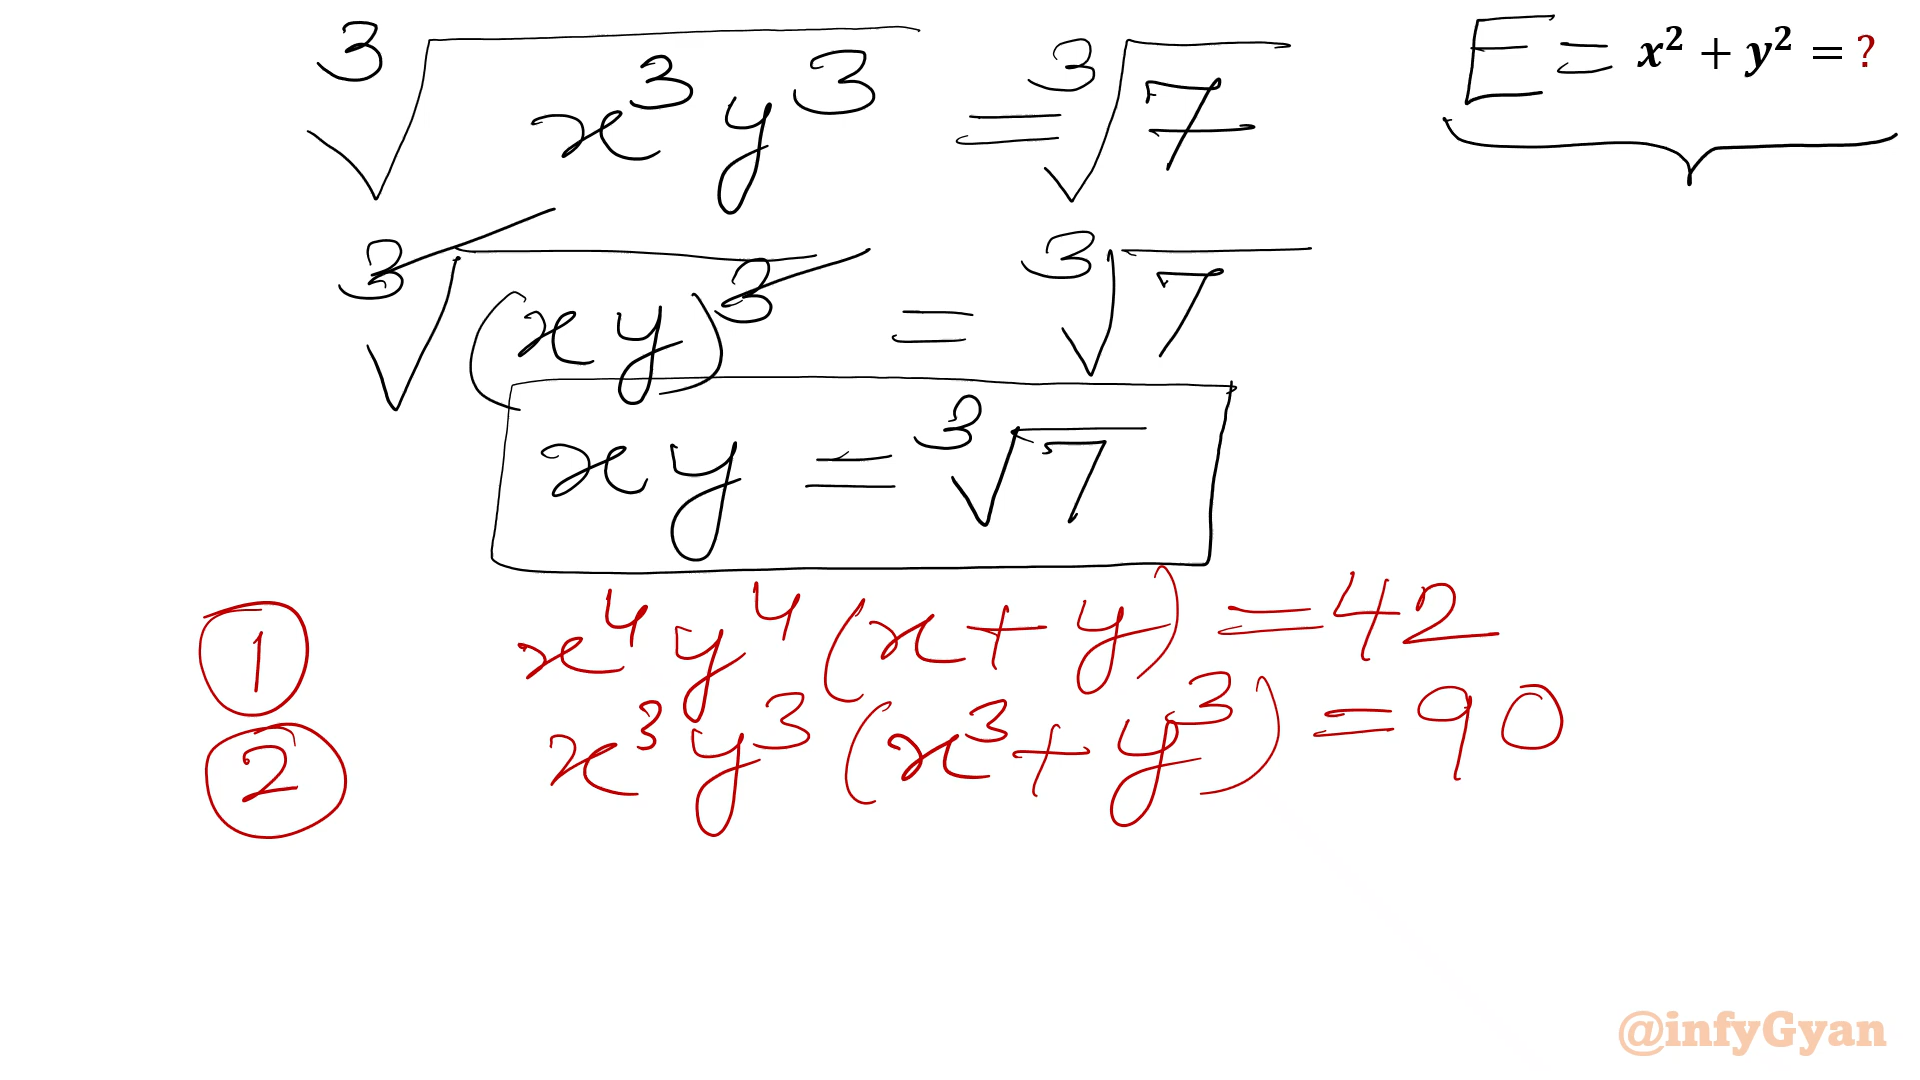 ∛(x³y³) = ∛7
E = x² + y² = ?
∛((xy)³) = ∛7
xy = ∛7
① x⁴y⁴(x+y) = 42
② x³y³(x³+y³) = 90
@infyGyan